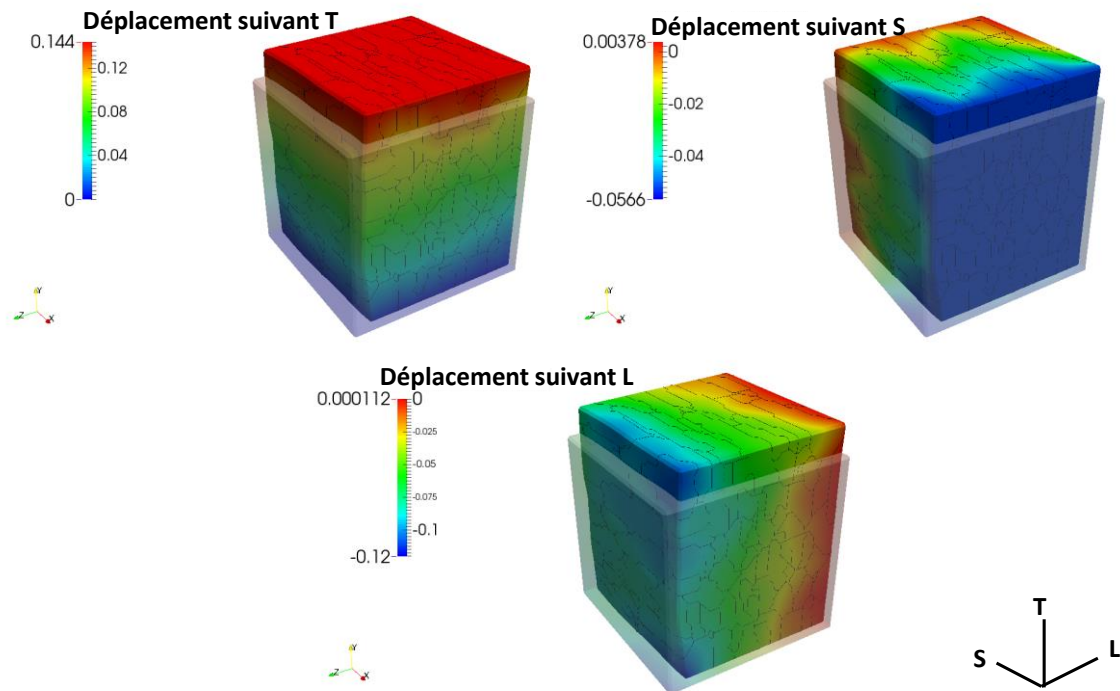 Déplacement suivant T
0.144
0.12
0.08
0.04
0
Y
Z
X
Déplacement suivant S
0.00378
0
-0.02
-0.04
-0.0566
Y
Z
X
Déplacement suivant L
0.000112
0
-0.025
-0.05
-0.075
-0.1
-0.12
Y
Z
X
T
S
L